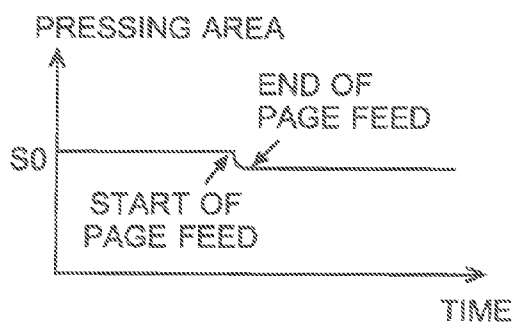 PRESSING AREA
END OF
PAGE FEED
S0
START OF
PAGE FEED
TIME